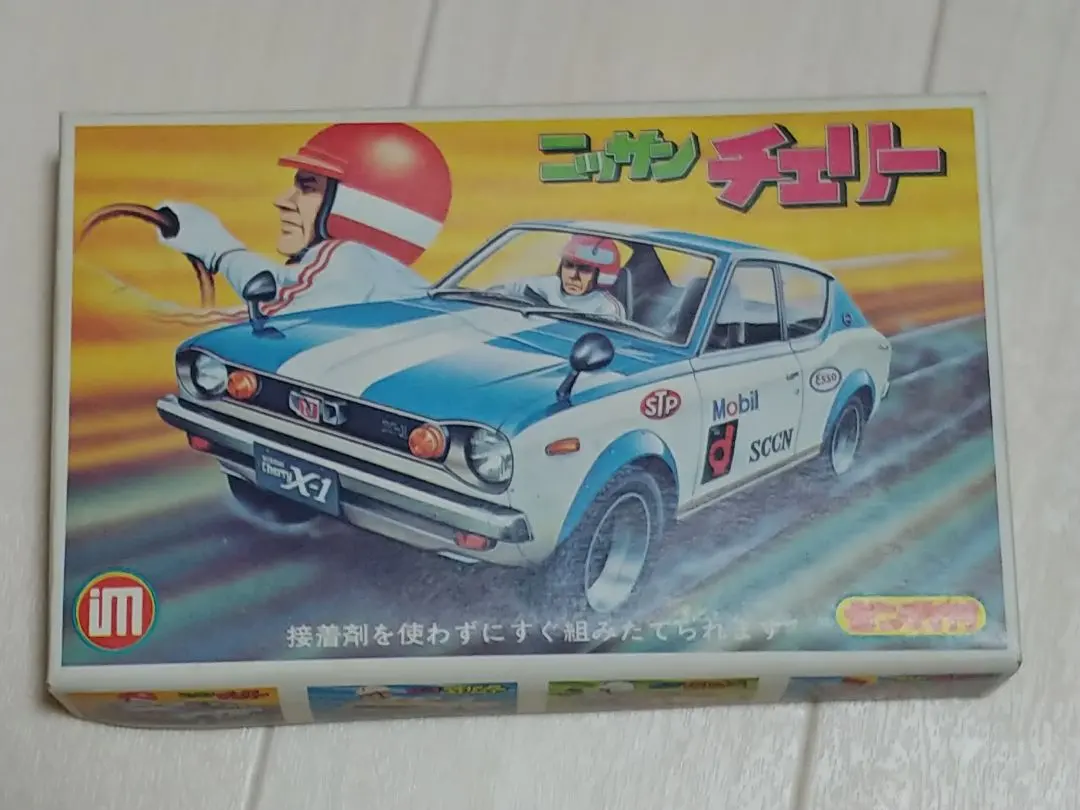 ニッサン チェリー
STP
Mobil
ESSO
d
SCCN
X-1
Cherry X-1
iM
接着剤を使わずにすぐ組みたてられます